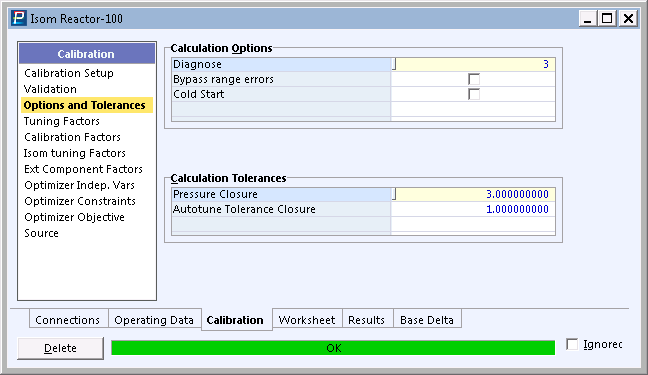 Isom Reactor-100
Calibration
Calibration Setup
Validation
Options and Tolerances
Tuning Factors
Calibration Factors
Isom tuning Factors
Ext Component Factors
Optimizer Indep. Vars
Optimizer Constraints
Optimizer Objective
Source
Calculation Options
Diagnose 3
Bypass range errors
Cold Start
Calculation Tolerances
Pressure Closure 3.000000000
Autotune Tolerance Closure 1.000000000
Connections Operating Data Calibration Worksheet Results Base Delta
Delete OK Ignorec